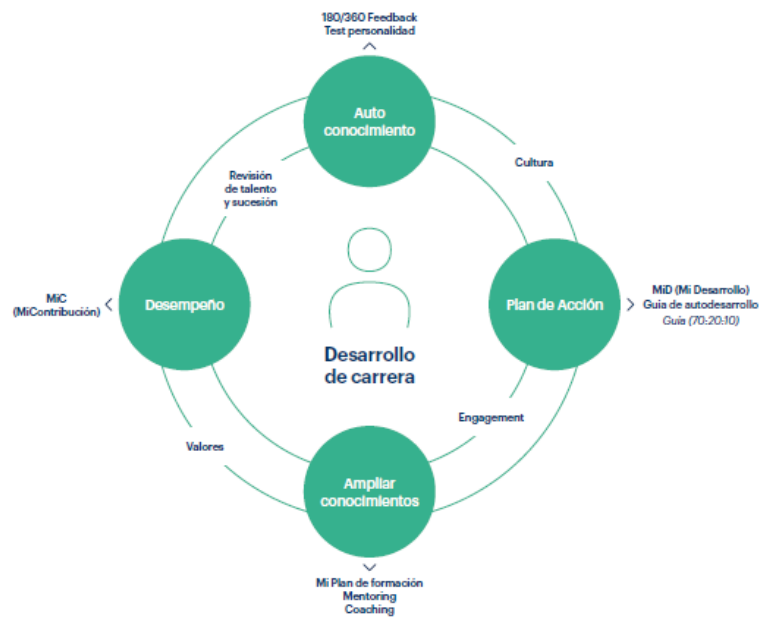 180/360 Feedback
Test personalidad
Auto
conocimiento
Cultura
Revisión
de talento
y sucesión
MiC
(MiContribución)
Desempeño
Plan de Acción
MiD (Mi Desarrollo)
Guia de autodesarrollo
Guia (70:20:10)
Desarrollo
de carrera
Engagement
Valores
Ampliar
conocimientos
Mi Plan de formación
Mentoring
Coaching